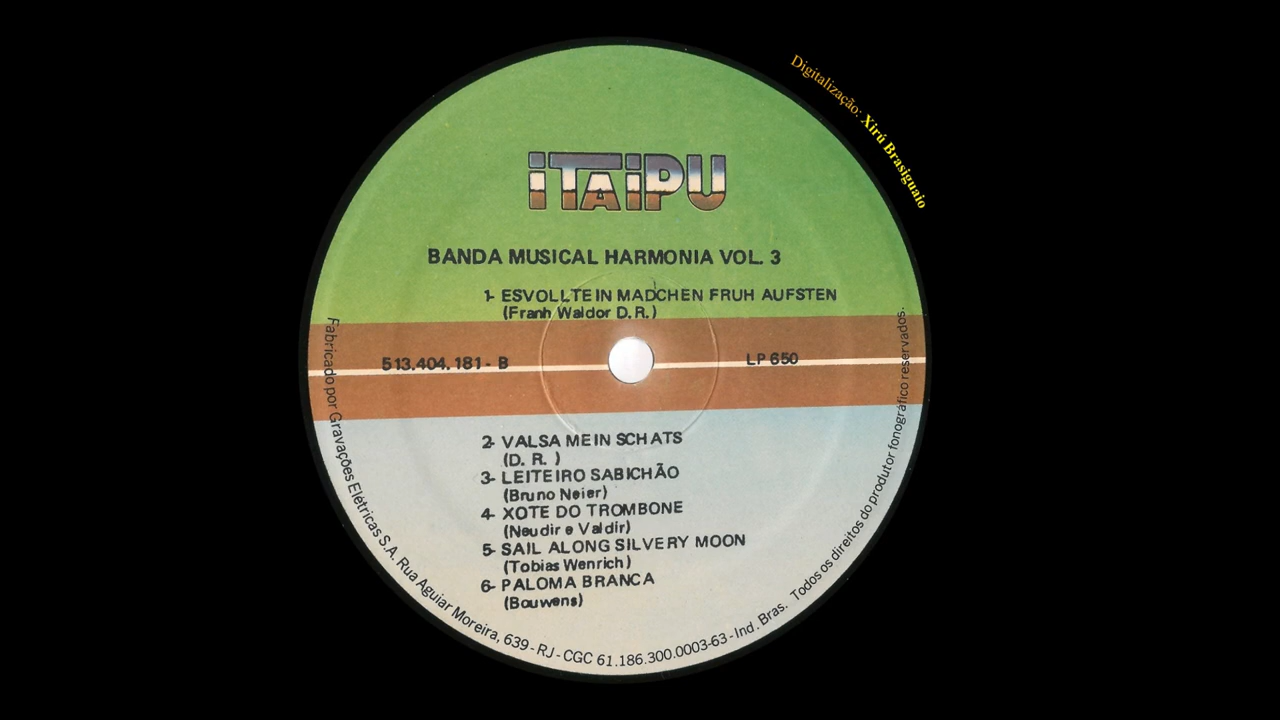 Digitalização: Xirú Brasiguaio
iTAiPU
BANDA MUSICAL HARMONIA VOL. 3
1- ESVOLLTE IN MADCHEN FRUH AUFSTEN
(Franh Waldor D. R.)
513.404.181 - B
LP 650
2- VALSA MEIN SCHATS
(D. R. )
3- LEITEIRO SABICHÃO
(Bruno Neier)
4- XOTE DO TROMBONE
(Neudir e Valdir)
5- SAIL ALONG SILVERY MOON
(Tobias Wenrich)
6- PALOMA BRANCA
(Bouwens)
Fabricado por Gravações Elétricas S.A. Rua Aguiar Moreira, 639 - RJ - CGC 61.186.300.0003-63 - Ind. Bras. Todos os direitos do produtor fonográfico reservados.